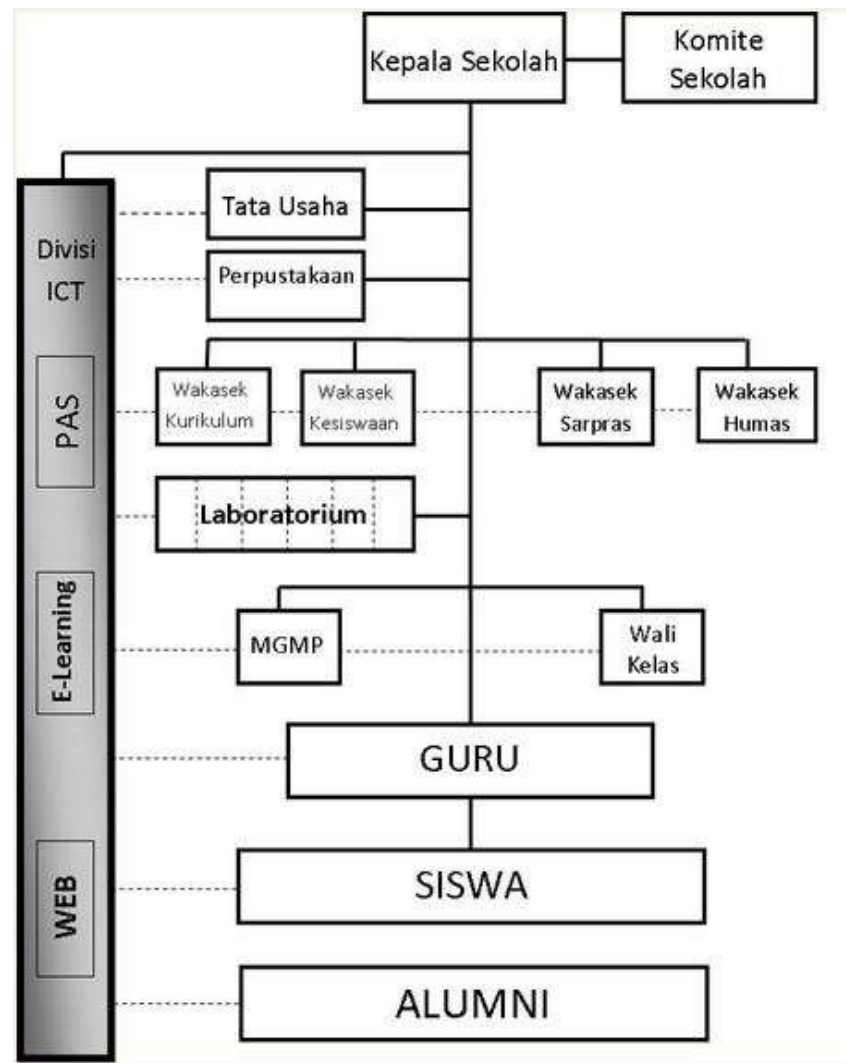 Kepala Sekolah
Komite
Sekolah
Tata Usaha
Divisi
ICT
Perpustakaan
PAS
Wakasek
Kurikulum
Wakasek
Kesiswaan
Wakasek
Sarpras
Wakasek
Humas
Laboratorium
E-Learning
MGMP
Wali
Kelas
GURU
WEB
SISWA
ALUMNI